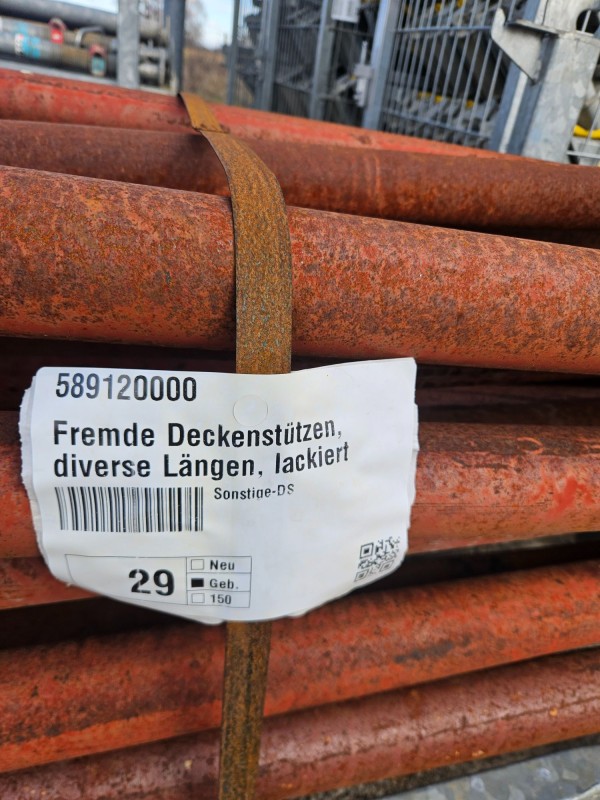 589120000
Fremde Deckenstützen,
diverse Längen, lackiert
Sonstige-DS
29
Neu
Geb.
150